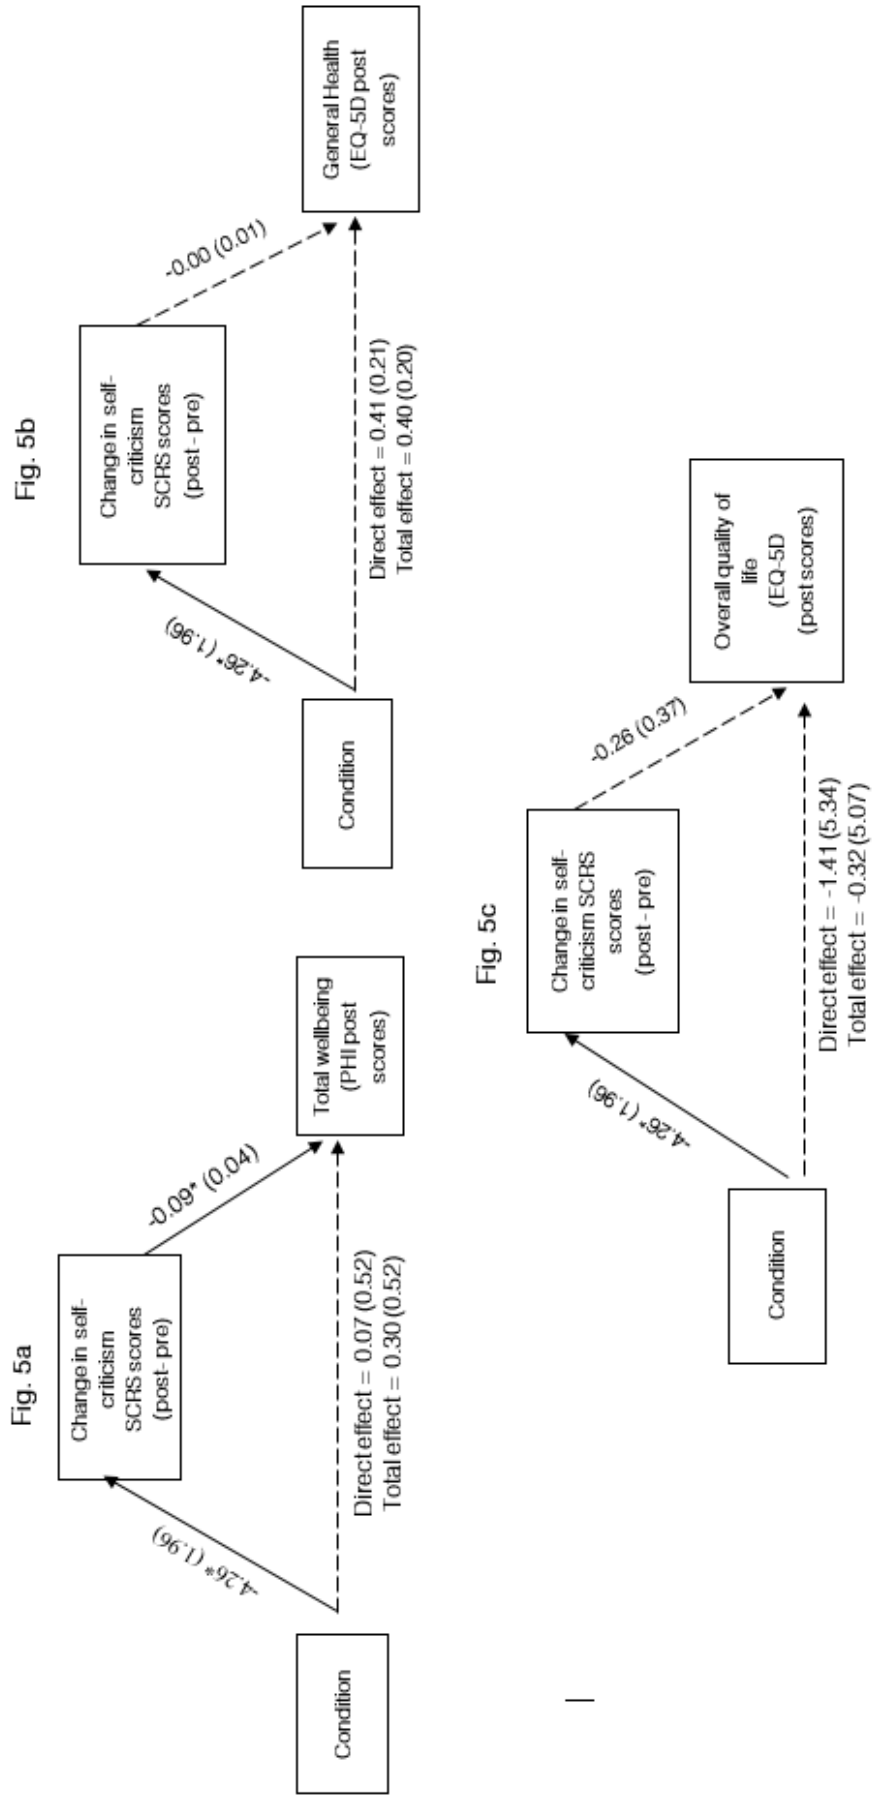 Fig. 5a
Change in self-
criticism
SCRS scores
(post- pre)
-4.26* (1.96)
-0.09* (0.04)
Condition
Total wellbeing
(PHI post
scores)
Direct effect = 0.07 (0.52)
Total effect = 0.30 (0.52)
Fig. 5b
Change in self-
criticism
SCRS scores
(post - pre)
-4.26* (1.96)
-0.00 (0.01)
Condition
General Health
(EQ-5D post
scores)
Direct effect = 0.41 (0.21)
Total effect = 0.40 (0.20)
Fig. 5c
Change in self-
criticism SCRS
scores
(post - pre)
-4.26* (1.96)
-0.26 (0.37)
Condition
Overall quality of
life
(EQ-5D
(post scores)
Direct effect = -1.41 (5.34)
Total effect = -0.32 (5.07)